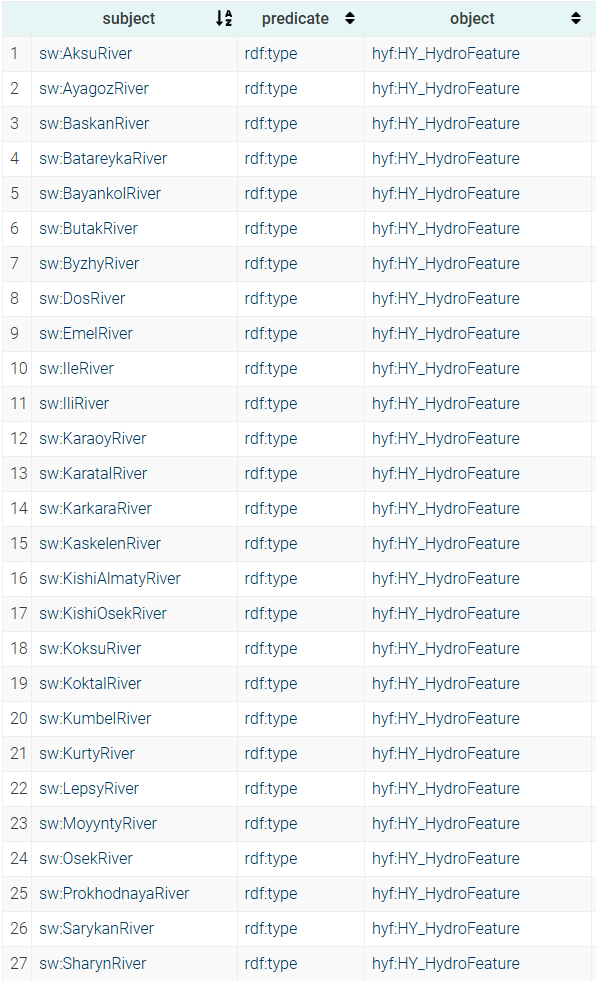 subject predicate object
1 sw:AksuRiver rdf:type hyf:HY_HydroFeature
2 sw:AyagozRiver rdf:type hyf:HY_HydroFeature
3 sw:BaskanRiver rdf:type hyf:HY_HydroFeature
4 sw:BatareykaRiver rdf:type hyf:HY_HydroFeature
5 sw:BayankolRiver rdf:type hyf:HY_HydroFeature
6 sw:ButakRiver rdf:type hyf:HY_HydroFeature
7 sw:ByzhyRiver rdf:type hyf:HY_HydroFeature
8 sw:DosRiver rdf:type hyf:HY_HydroFeature
9 sw:EmelRiver rdf:type hyf:HY_HydroFeature
10 sw:IleRiver rdf:type hyf:HY_HydroFeature
11 sw:IliRiver rdf:type hyf:HY_HydroFeature
12 sw:KaraoyRiver rdf:type hyf:HY_HydroFeature
13 sw:KaratalRiver rdf:type hyf:HY_HydroFeature
14 sw:KarkaraRiver rdf:type hyf:HY_HydroFeature
15 sw:KaskelenRiver rdf:type hyf:HY_HydroFeature
16 sw:KishiAlmatyRiver rdf:type hyf:HY_HydroFeature
17 sw:KishiOsekRiver rdf:type hyf:HY_HydroFeature
18 sw:KoksuRiver rdf:type hyf:HY_HydroFeature
19 sw:KoktalRiver rdf:type hyf:HY_HydroFeature
20 sw:KumbelRiver rdf:type hyf:HY_HydroFeature
21 sw:KurtyRiver rdf:type hyf:HY_HydroFeature
22 sw:LepsyRiver rdf:type hyf:HY_HydroFeature
23 sw:MoyyntyRiver rdf:type hyf:HY_HydroFeature
24 sw:OsekRiver rdf:type hyf:HY_HydroFeature
25 sw:ProkhodnayaRiver rdf:type hyf:HY_HydroFeature
26 sw:SarykanRiver rdf:type hyf:HY_HydroFeature
27 sw:SharynRiver rdf:type hyf:HY_HydroFeature